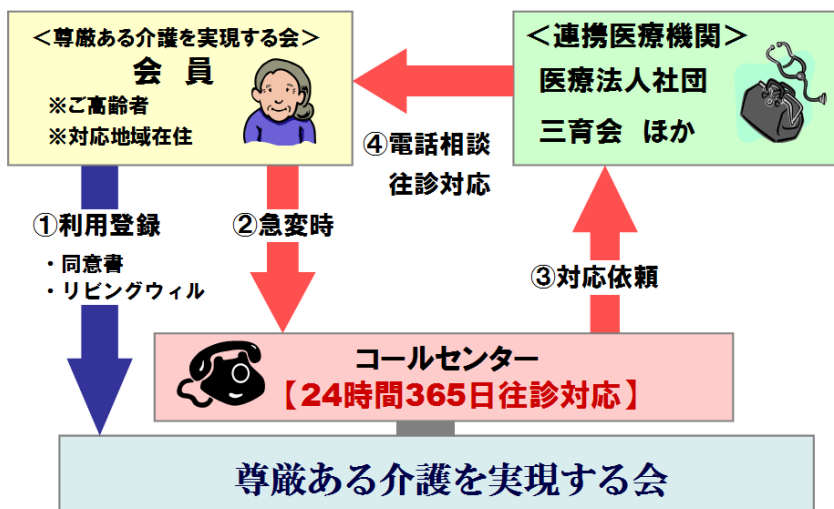 ＜尊厳ある介護を実現する会＞
会 員
※ご高齢者
※対応地域在住
＜連携医療機関＞
医療法人社団
三育会 ほか
④電話相談
往診対応
①利用登録
・同意書
・リビングウィル
②急変時
③対応依頼
コールセンター
【24時間365日往診対応】
尊厳ある介護を実現する会